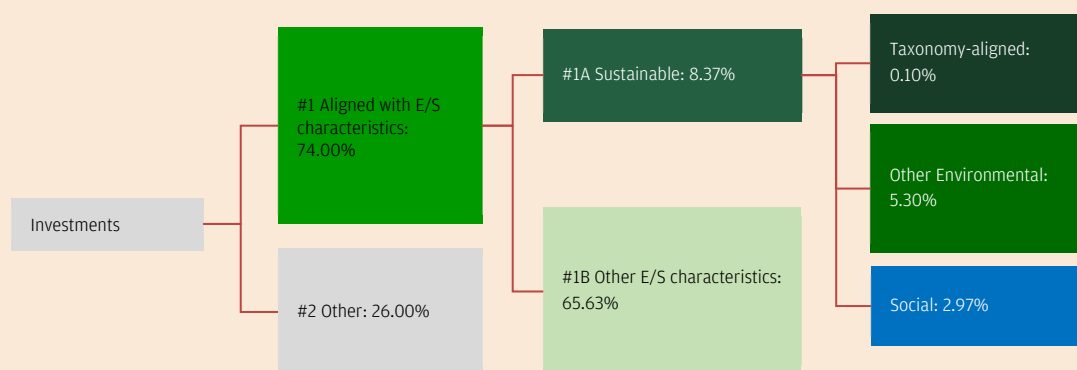 Investments
#1 Aligned with E/S
characteristics:
74.00%
#2 Other: 26.00%
#1A Sustainable: 8.37%
#1B Other E/S characteristics:
65.63%
Taxonomy-aligned:
0.10%
Other Environmental:
5.30%
Social: 2.97%